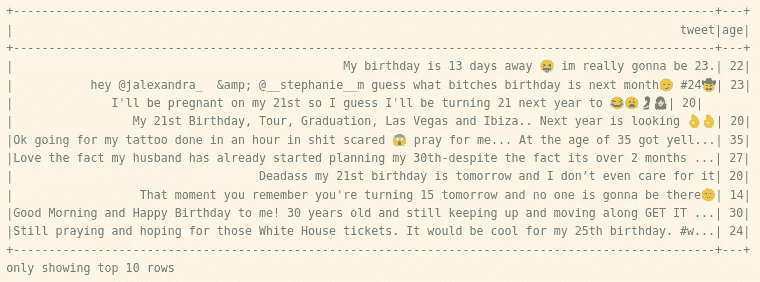 +---+---+
| tweet|age|
+---+---+
| My birthday is 13 days away 😝 im really gonna be 23.| 22|
| hey @jalexandra_  &amp; @__stephanie__m guess what bitches birthday is next month😏 #24🤠| 23|
| I'll be pregnant on my 21st so I guess I'll be turning 21 next year to 😂😩🤰🤷| 20|
| My 21st Birthday, Tour, Graduation, Las Vegas and Ibiza.. Next year is looking 👌👌| 20|
|Ok going for my tattoo done in an hour in shit scared 😱 pray for me... At the age of 35 got yell...| 35|
|Love the fact my husband has already started planning my 30th-despite the fact its over 2 months ...| 27|
| Deadass my 21st birthday is tomorrow and I don’t even care for it| 20|
| That moment you remember you're turning 15 tomorrow and no one is gonna be there😕| 14|
|Good Morning and Happy Birthday to me! 30 years old and still keeping up and moving along GET IT ...| 30|
|Still praying and hoping for those White House tickets. It would be cool for my 25th birthday. #w...| 24|
+---+---+
only showing top 10 rows